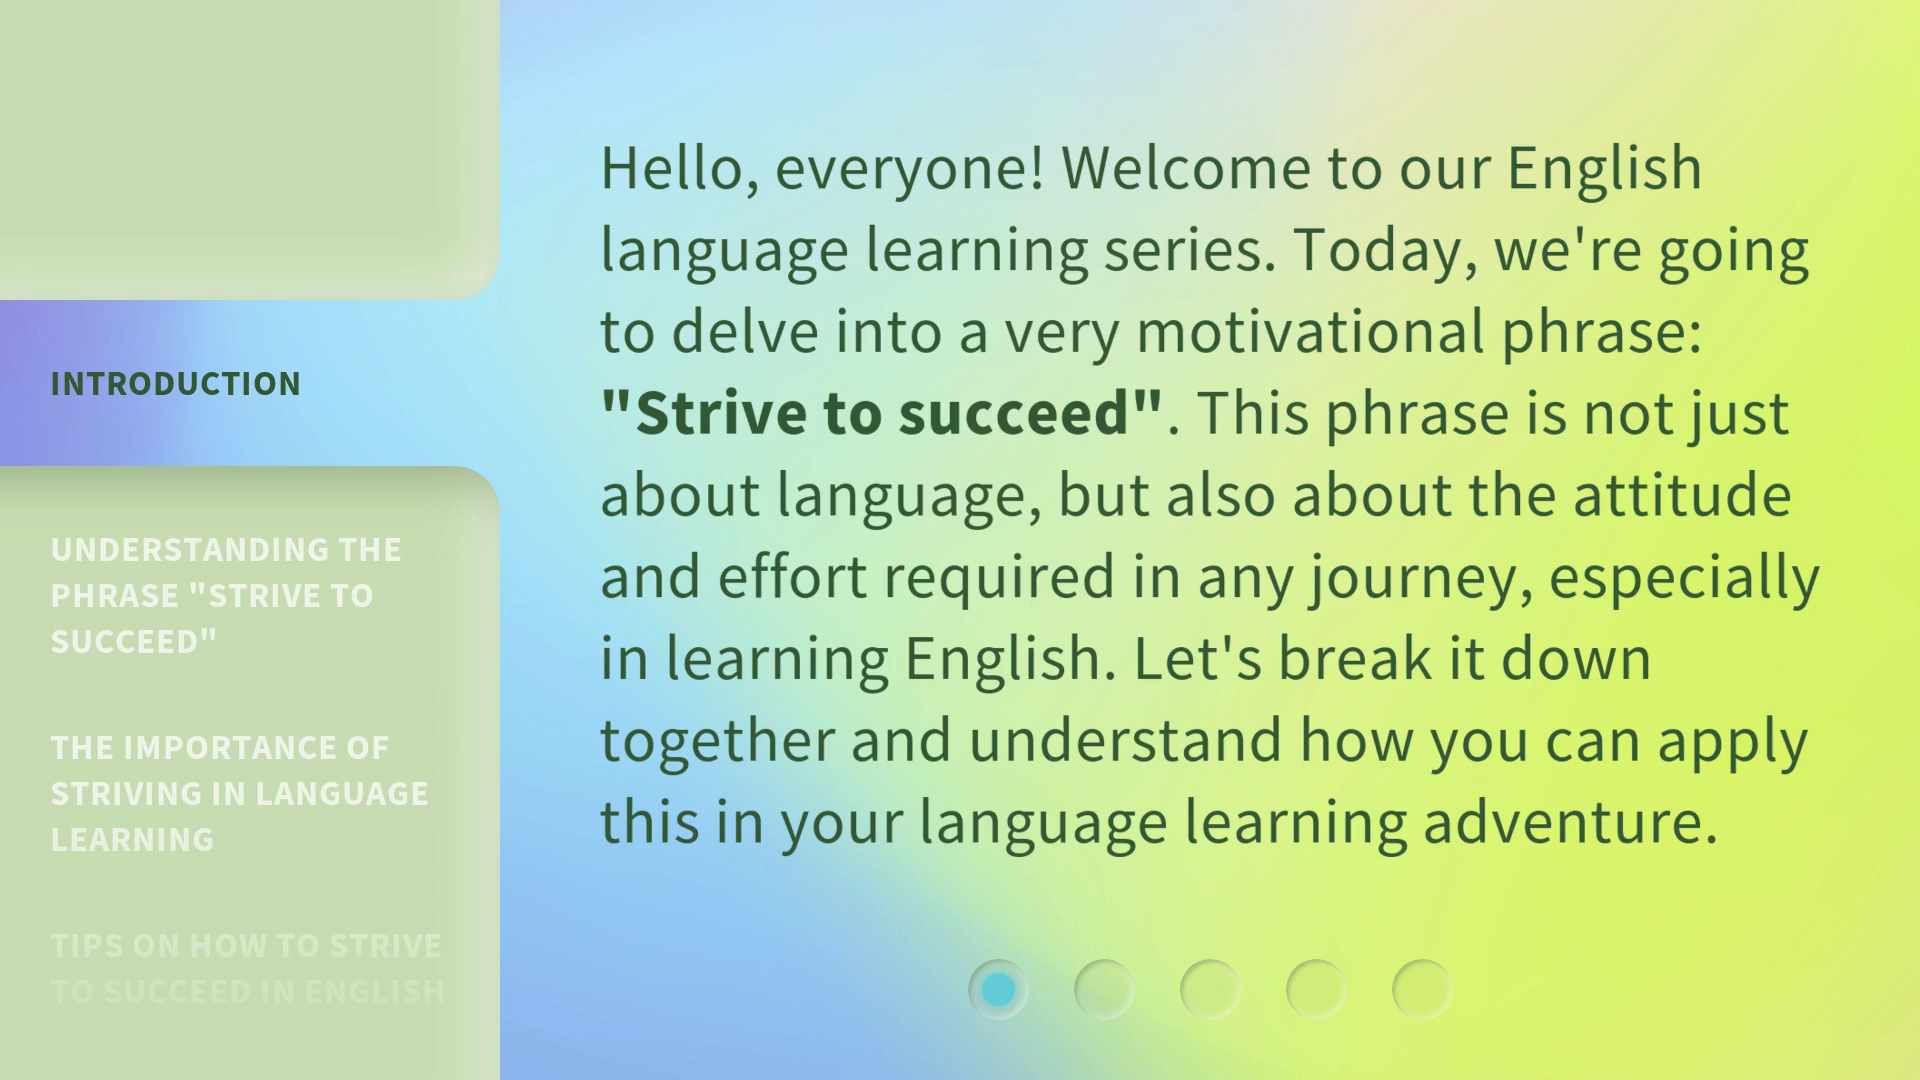 INTRODUCTION
UNDERSTANDING THE
PHRASE "STRIVE TO
SUCCEED"
THE IMPORTANCE OF
STRIVING IN LANGUAGE
LEARNING
TIPS ON HOW TO STRIVE
TO SUCCEED IN ENGLISH
Hello, everyone! Welcome to our English
language learning series. Today, we're going
to delve into a very motivational phrase:
"Strive to succeed". This phrase is not just
about language, but also about the attitude
and effort required in any journey, especially
in learning English. Let's break it down
together and understand how you can apply
this in your language learning adventure.